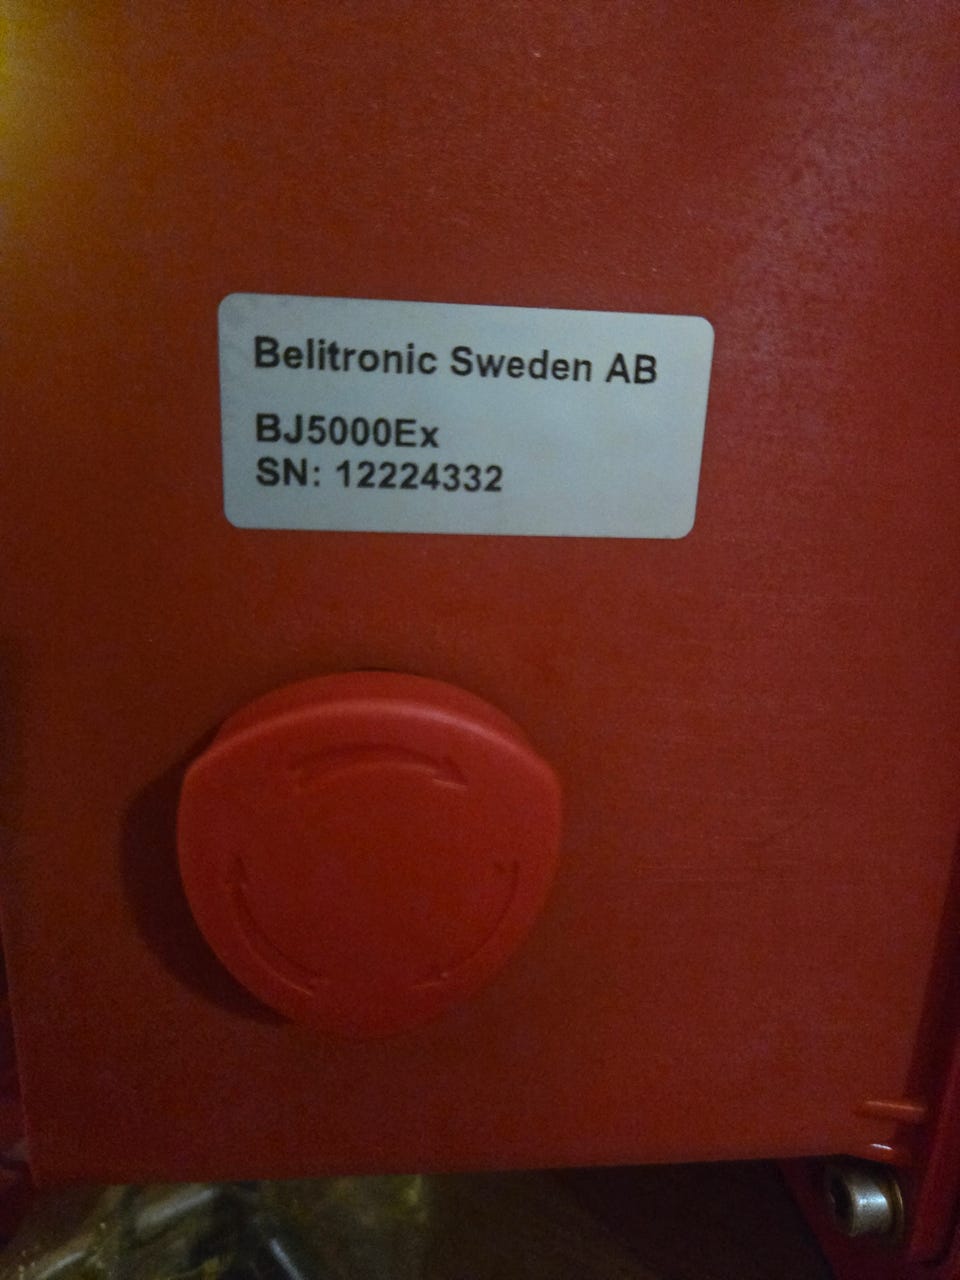 Belitronic Sweden AB
BJ5000Ex
SN: 12224332